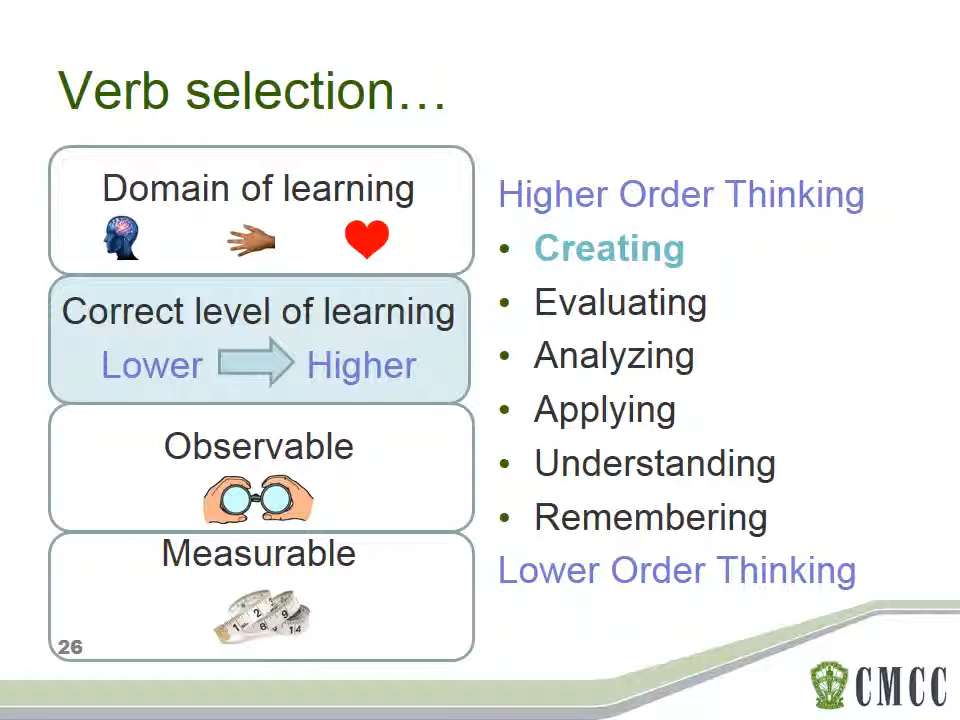 Verb selection…
Domain of learning
Correct level of learning
Lower Higher
Observable
Measurable
26
Higher Order Thinking
• Creating
• Evaluating
• Analyzing
• Applying
• Understanding
• Remembering
Lower Order Thinking
CMCC